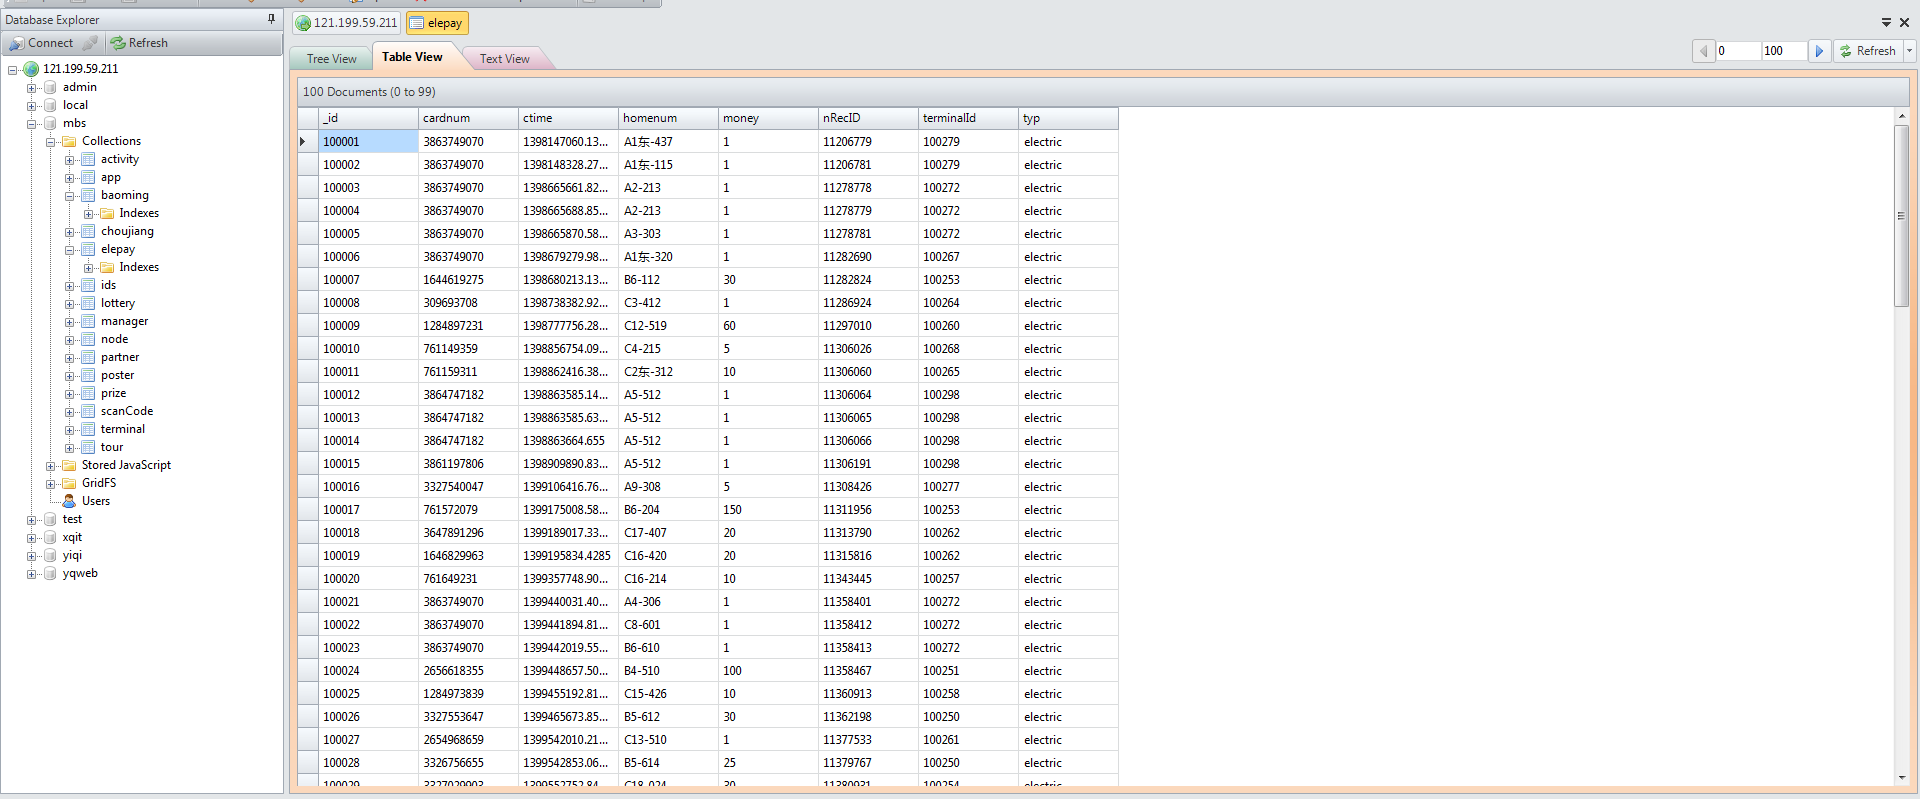 Database Explorer
Connect Refresh
121.199.59.211
admin
local
mbs
Collections
activity
app
baoming
Indexes
choujiang
elepay
Indexes
ids
lottery
manager
node
partner
poster
prize
scanCode
terminal
tour
Stored JavaScript
GridFS
Users
test
xqit
yiqi
yqweb
121.199.59.211 elepay
Tree View Table View Text View
0 100 Refresh
100 Documents (0 to 99)
_id cardnum ctime homenum money nRecID terminalId typ
100001 3863749070 1398147060.13... A1东-437 1 11206779 100279 electric
100002 3863749070 1398148328.27... A1东-115 1 11206781 100279 electric
100003 3863749070 1398665661.82... A2-213 1 11278778 100272 electric
100004 3863749070 1398665688.85... A2-213 1 11278779 100272 electric
100005 3863749070 1398665870.58... A3-303 1 11278781 100272 electric
100006 3863749070 1398679279.98... A1东-320 1 11282690 100267 electric
100007 1644619275 1398680213.13... B6-112 30 11282824 100253 electric
100008 309693708 1398738382.92... C3-412 1 11286924 100264 electric
100009 1284897231 1398777756.28... C12-519 60 11297010 100260 electric
100010 761149359 1398856754.09... C4-215 5 11306026 100268 electric
100011 761159311 1398862416.38... C2东-312 10 11306060 100265 electric
100012 3864747182 1398863585.14... A5-512 1 11306064 100298 electric
100013 3864747182 1398863585.63... A5-512 1 11306065 100298 electric
100014 3864747182 1398863664.655 A5-512 1 11306066 100298 electric
100015 3861197806 1398909890.83... A5-512 1 11306191 100298 electric
100016 3327540047 1399106416.76... A9-308 5 11308426 100277 electric
100017 761572079 1399175008.58... B6-204 150 11311956 100253 electric
100018 3647891296 1399189017.33... C17-407 20 11313790 100262 electric
100019 1646829963 1399195834.4285 C16-420 20 11315816 100262 electric
100020 761649231 1399357748.90... C16-214 10 11343445 100257 electric
100021 3863749070 1399440031.40... A4-306 1 11358401 100272 electric
100022 3863749070 1399441894.81... C8-601 1 11358412 100272 electric
100023 3863749070 1399442019.55... B6-610 1 11358413 100272 electric
100024 2656618355 1399448657.50... B4-510 100 11358467 100251 electric
100025 1284973839 1399455192.81... C15-426 10 11360913 100258 electric
100026 3327553647 1399465673.85... B5-612 30 11362198 100250 electric
100027 2654968659 1399542010.21... C13-510 1 11377533 100261 electric
100028 3326756655 1399542853.06... B5-614 25 11379767 100250 electric
100029 3327029903 1399552752.84... C18-024 30 11380931 100254 electric